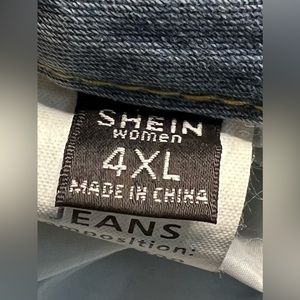 SHEIN
women
4XL
MADE IN CHINA
JEANS
omposition: